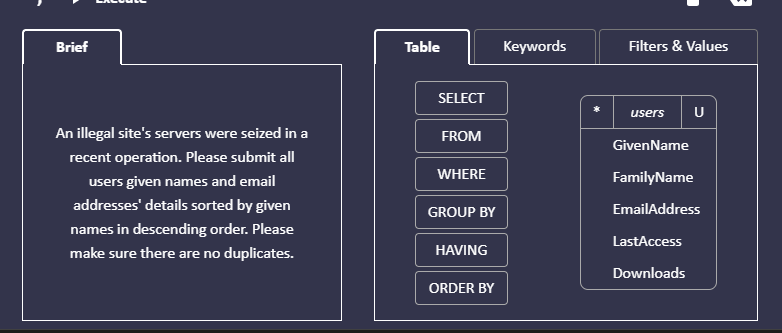 Execute
Brief
An illegal site's servers were seized in a
recent operation. Please submit all
users given names and email
addresses' details sorted by given
names in descending order. Please
make sure there are no duplicates.
Table
Keywords
Filters & Values
SELECT
FROM
WHERE
GROUP BY
HAVING
ORDER BY
* users U
GivenName
FamilyName
EmailAddress
LastAccess
Downloads